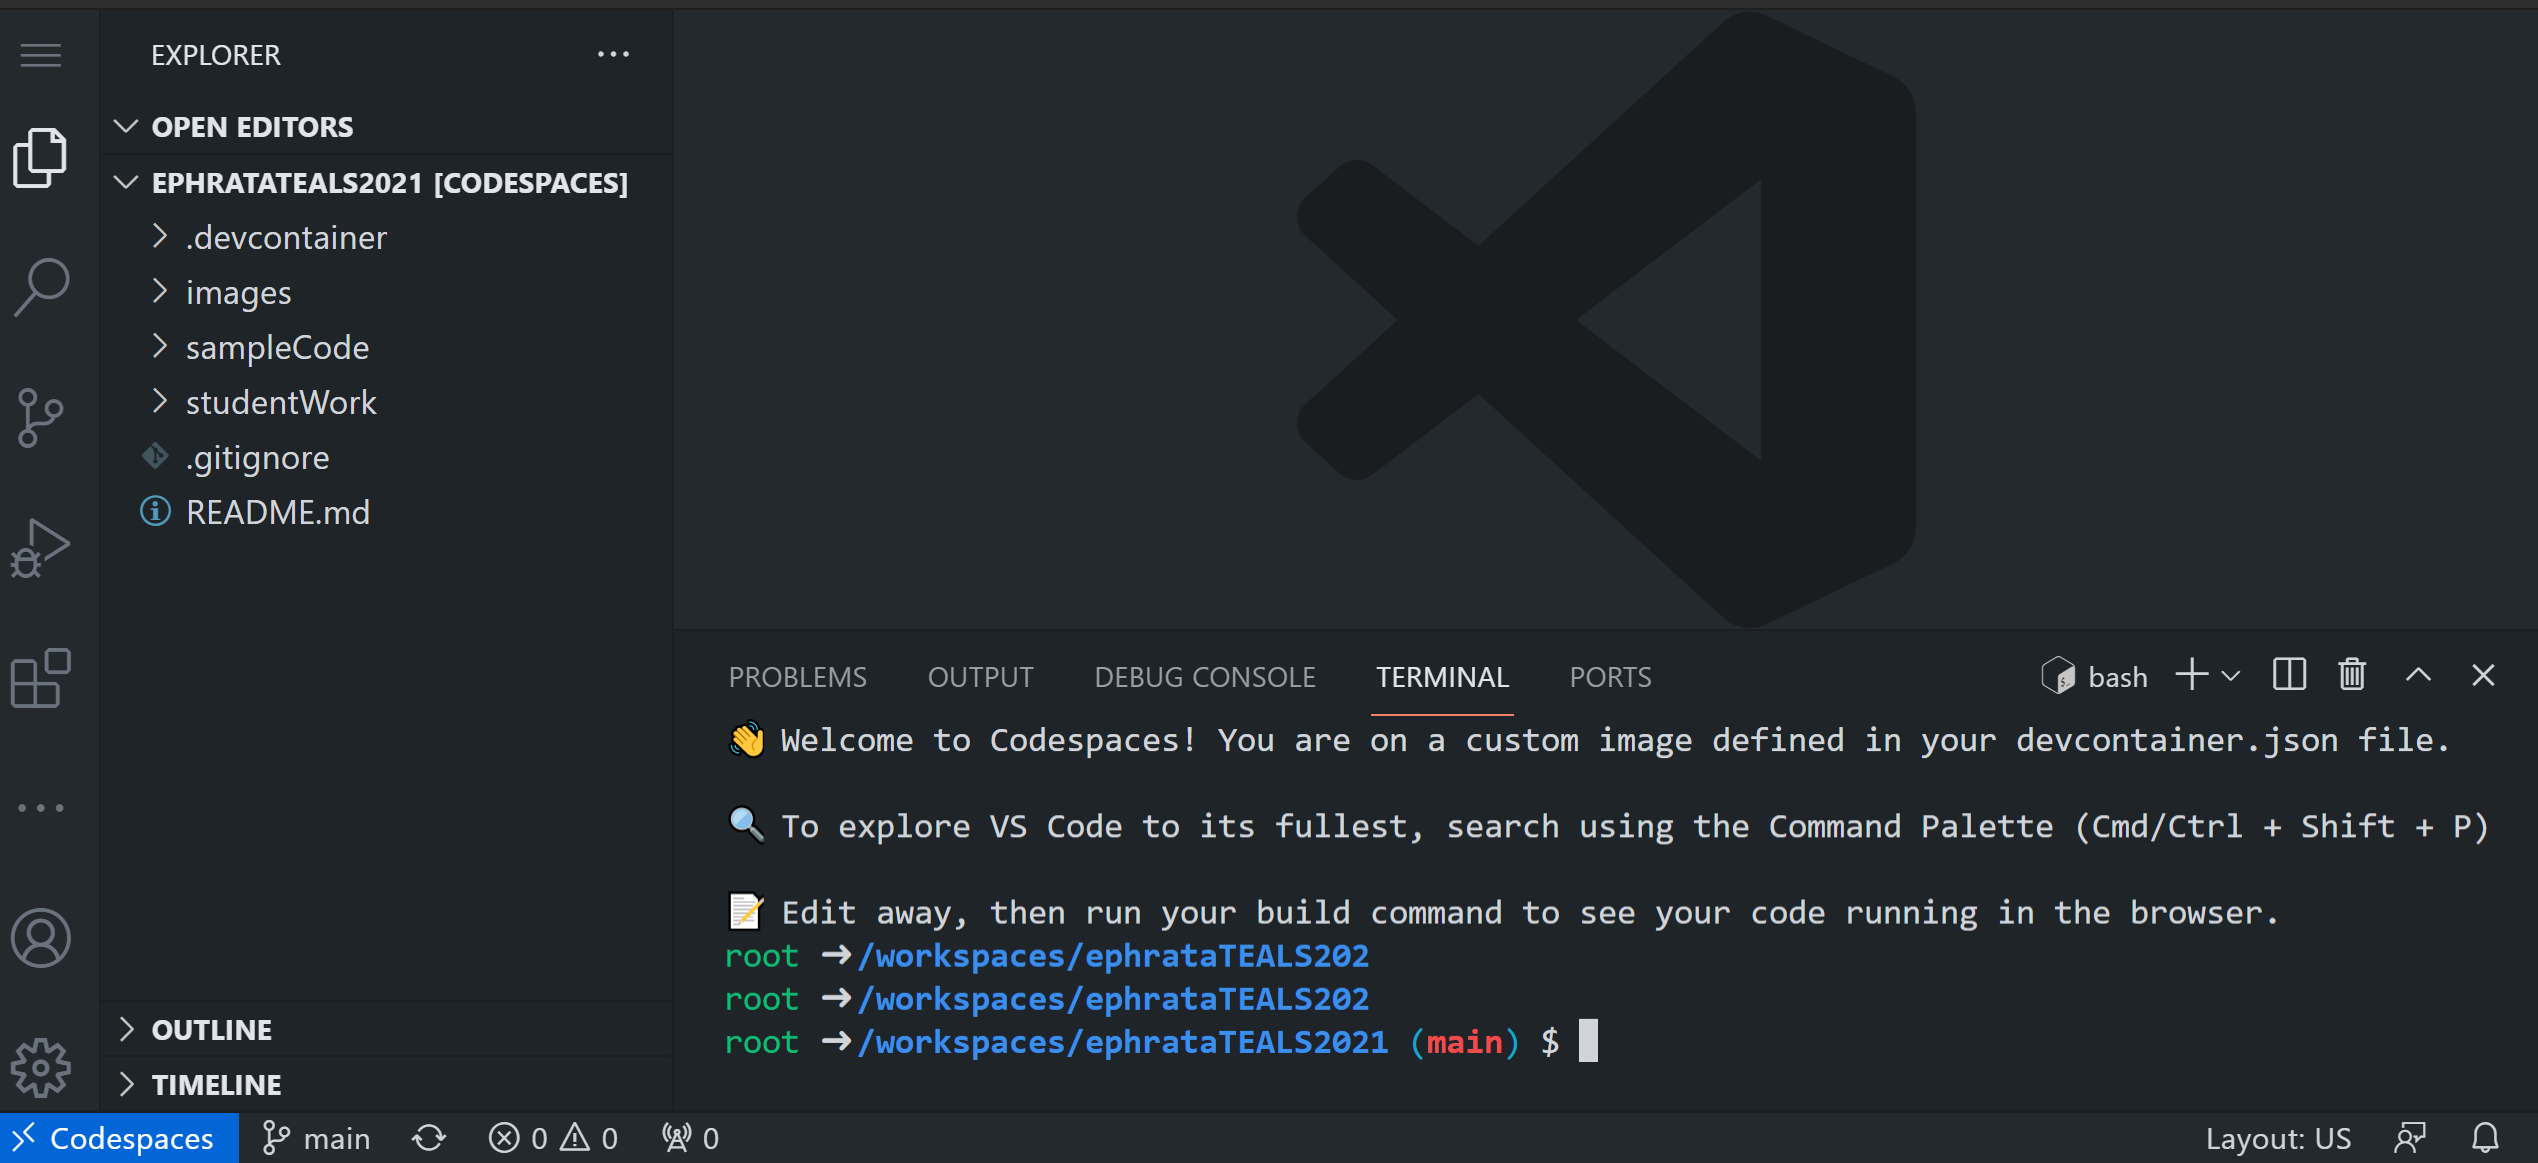 EXPLORER
OPEN EDITORS
EPHRATATEALS2021 [CODESPACES]
.devcontainer
images
sampleCode
studentWork
.gitignore
README.md
OUTLINE
TIMELINE
PROBLEMS OUTPUT DEBUG CONSOLE TERMINAL PORTS bash
👋 Welcome to Codespaces! You are on a custom image defined in your devcontainer.json file.
🔍 To explore VS Code to its fullest, search using the Command Palette (Cmd/Ctrl + Shift + P)
📝 Edit away, then run your build command to see your code running in the browser.
root ➜ /workspaces/ephrataTEALS202
root ➜ /workspaces/ephrataTEALS202
root ➜ /workspaces/ephrataTEALS2021 (main) $
Codespaces main 0 0 0 Layout: US